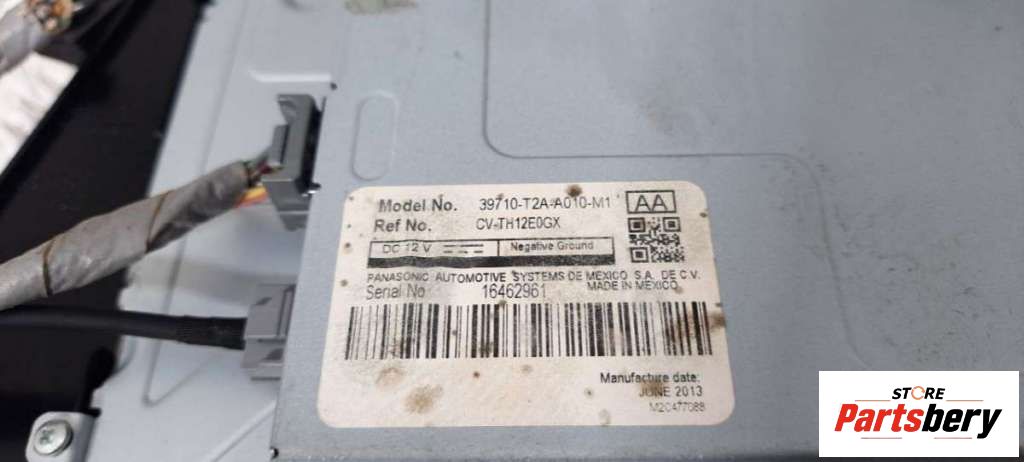 Model No. 39710-T2A-A010-M1 AA
Ref No. CV-TH12E0GX
DC 12 V Negative Ground
PANASONIC AUTOMOTIVE SYSTEMS DE MEXICO S.A. DE C.V.
Serial No 16462961 MADE IN MEXICO
Manufacture date:
JUNE 2013
M2C477088
STORE
Partsbery